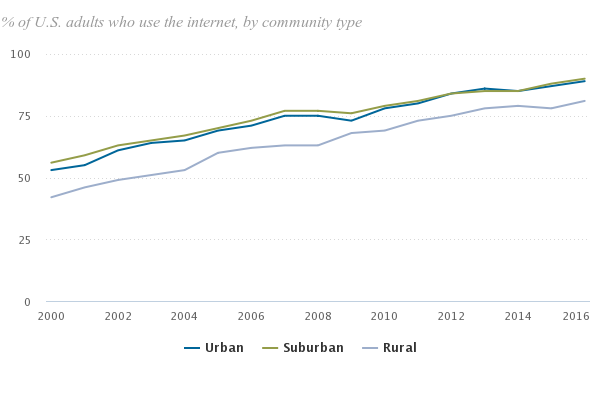 % of U.S. adults who use the internet, by community type
100
75
50
25
0
2000 2002 2004 2006 2008 2010 2012 2014 2016
Urban Suburban Rural